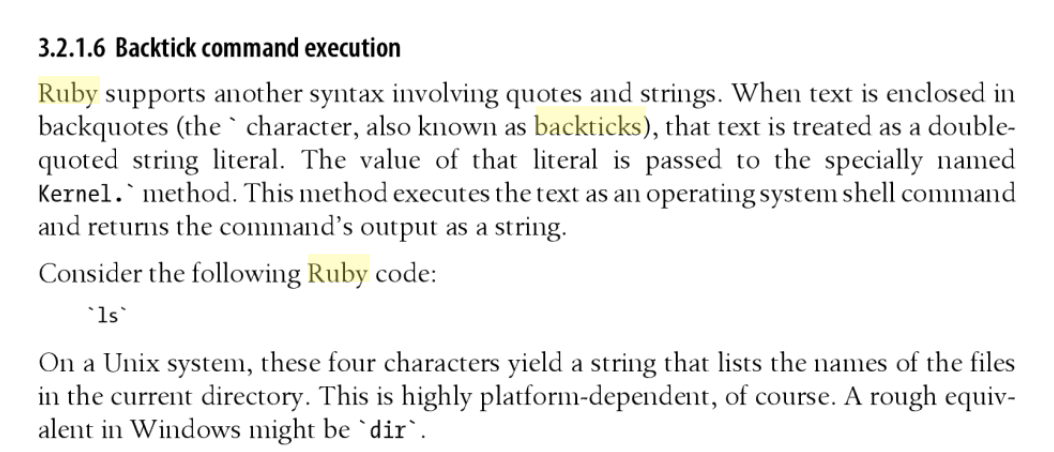 3.2.1.6 Backtick command execution
Ruby supports another syntax involving quotes and strings. When text is enclosed in
backquotes (the ` character, also known as backticks), that text is treated as a double-
quoted string literal. The value of that literal is passed to the specially named
Kernel.` method. This method executes the text as an operating system shell command
and returns the command’s output as a string.
Consider the following Ruby code:
`ls`
On a Unix system, these four characters yield a string that lists the names of the files
in the current directory. This is highly platform-dependent, of course. A rough equiv-
alent in Windows might be `dir`.